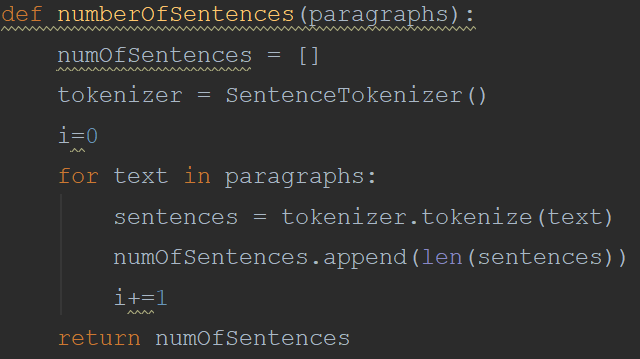 def numberOfSentences(paragraphs):
    numOfSentences = []
    tokenizer = SentenceTokenizer()
    i=0
    for text in paragraphs:
        sentences = tokenizer.tokenize(text)
        numOfSentences.append(len(sentences))
        i+=1
    return numOfSentences